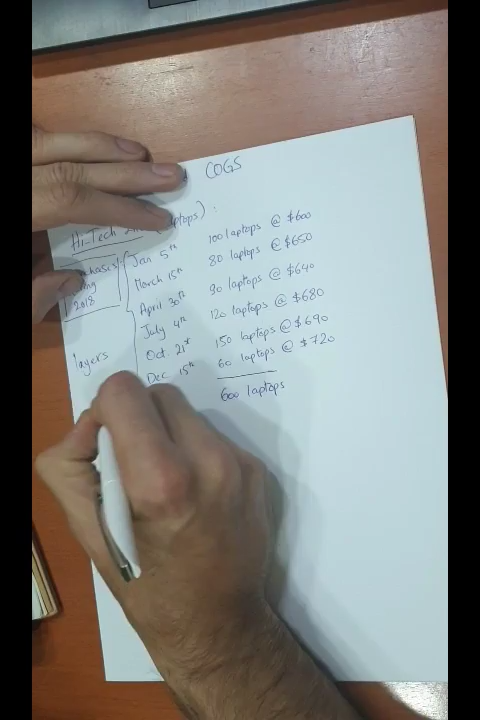 COGS
Hi-Tech
Jan 5th 100 laptops @ $600
March 15th 80 laptops @ $650
April 30th 90 laptops @ $640
July 4th 120 laptops @ $680
Oct. 21st 150 laptops @ $690
Dec. 15th 60 laptops @ $720
600 laptops
2018
layers